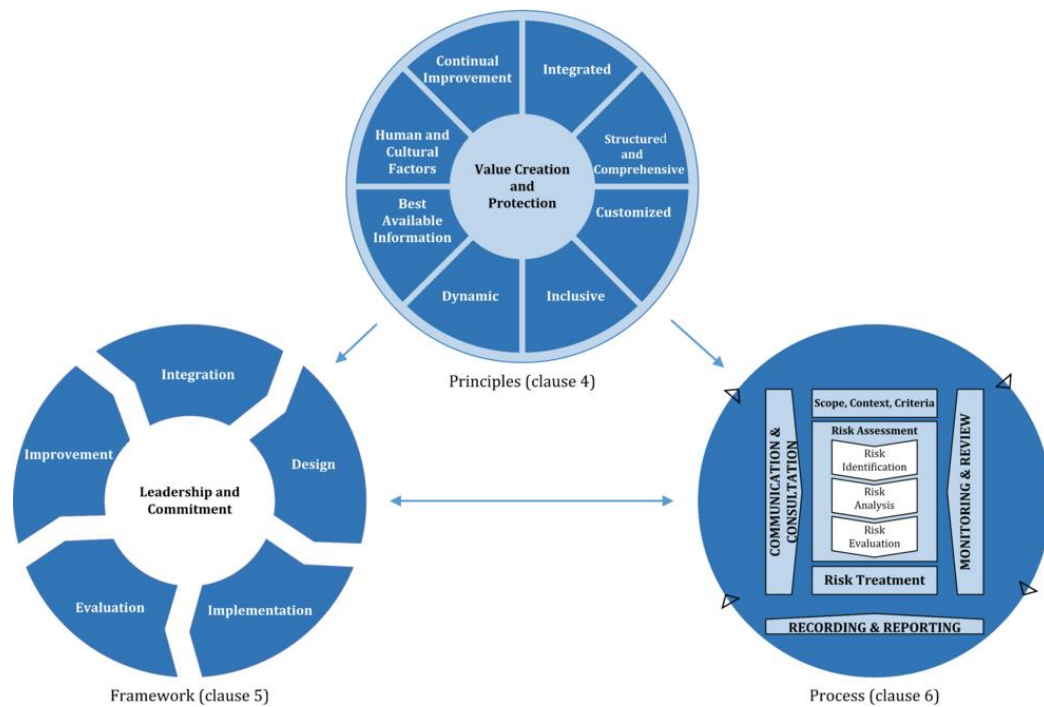 Continual
Improvement
Integrated
Structured
and
Comprehensive
Customized
Inclusive
Dynamic
Best
Available
Information
Human and
Cultural
Factors
Value Creation
and
Protection
Principles (clause 4)
Integration
Design
Implementation
Evaluation
Improvement
Leadership and
Commitment
Framework (clause 5)
Scope, Context, Criteria
Risk Assessment
Risk
Identification
Risk
Analysis
Risk
Evaluation
Risk Treatment
COMMUNICATION &
CONSULTATION
MONITORING & REVIEW
RECORDING & REPORTING
Process (clause 6)